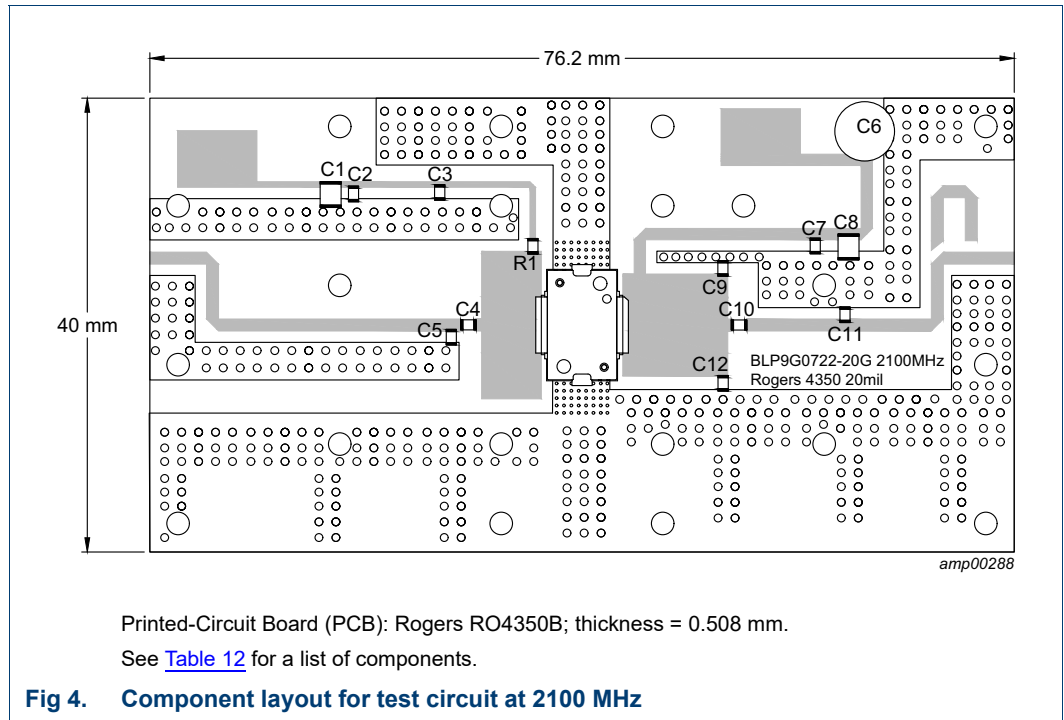 76.2 mm
40 mm
C6
C1
C2
C3
C7
C8
R1
C9
C4
C10
C5
C11
C12
BLP9G0722-20G 2100MHz
Rogers 4350 20mil
amp00288
Printed-Circuit Board (PCB): Rogers RO4350B; thickness = 0.508 mm.
See Table 12 for a list of components.
Fig 4. Component layout for test circuit at 2100 MHz